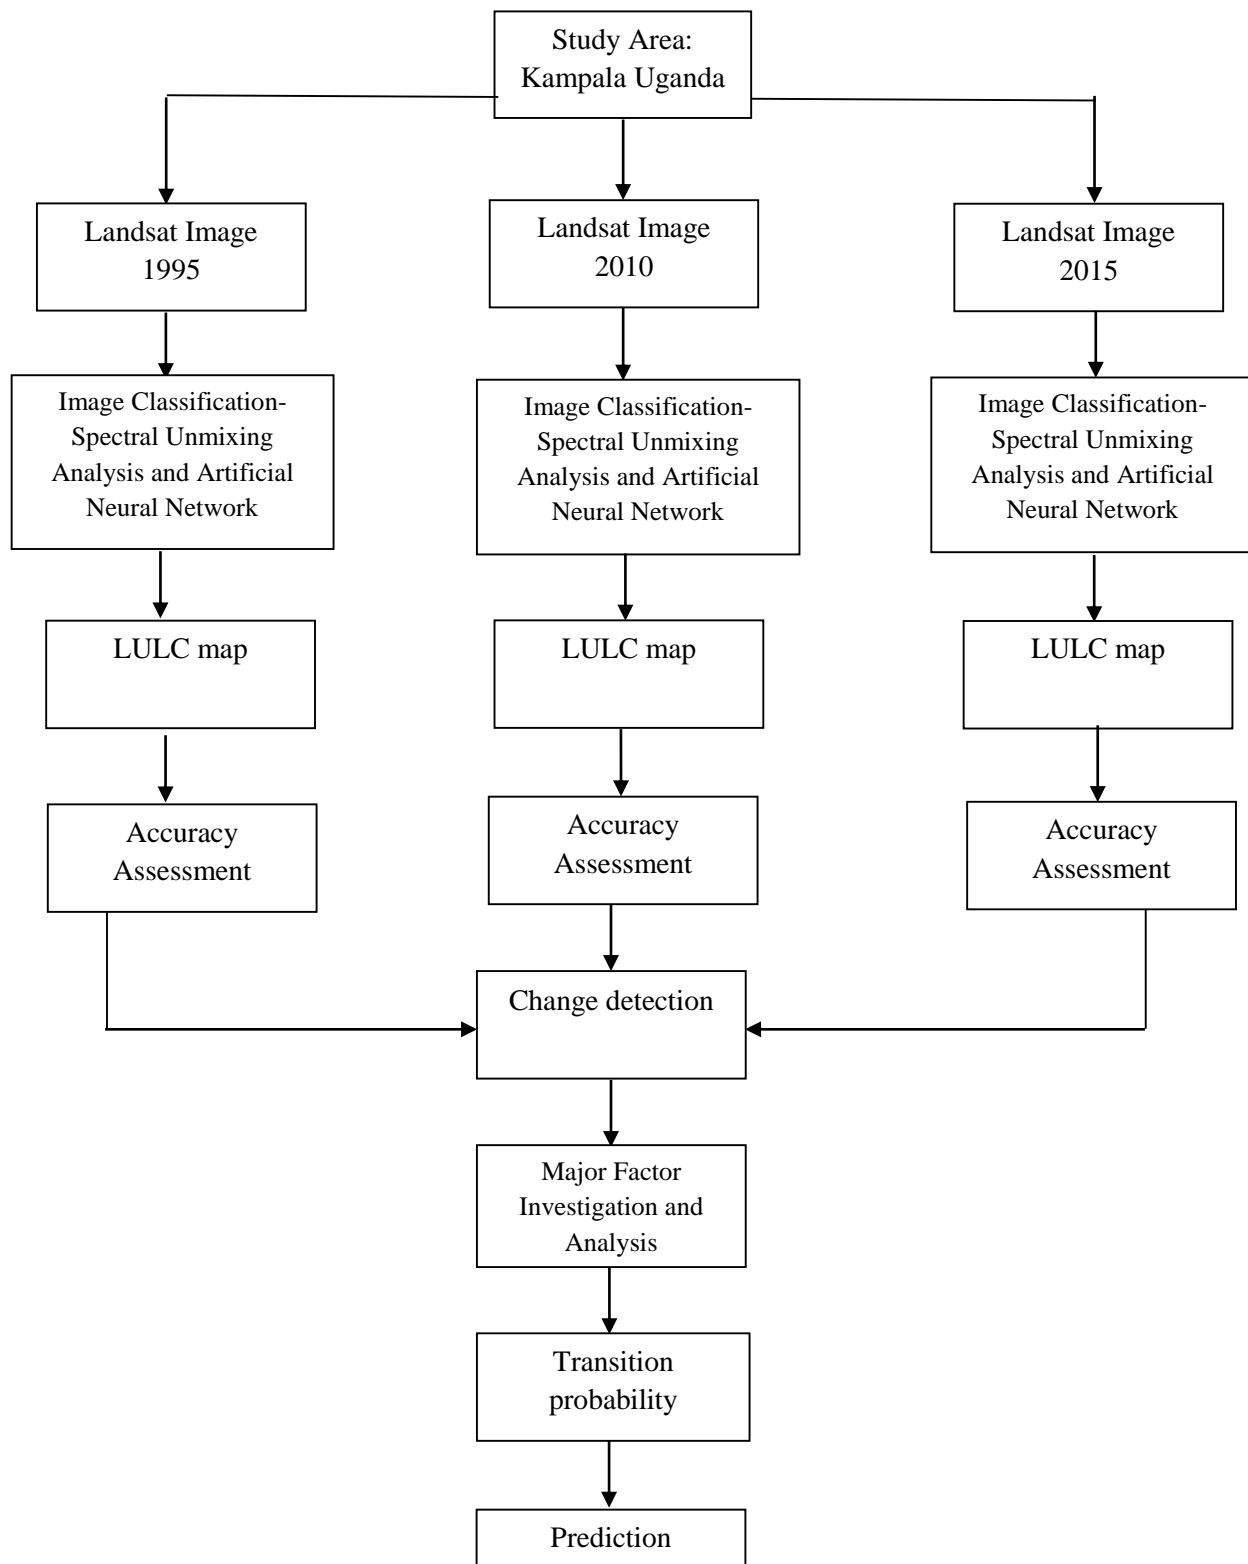 Study Area:
Kampala Uganda
Landsat Image
1995
Landsat Image
2010
Landsat Image
2015
Image Classification-
Spectral Unmixing
Analysis and Artificial
Neural Network
Image Classification-
Spectral Unmixing
Analysis and Artificial
Neural Network
Image Classification-
Spectral Unmixing
Analysis and Artificial
Neural Network
LULC map
LULC map
LULC map
Accuracy
Assessment
Accuracy
Assessment
Accuracy
Assessment
Change detection
Major Factor
Investigation and
Analysis
Transition
probability
Prediction